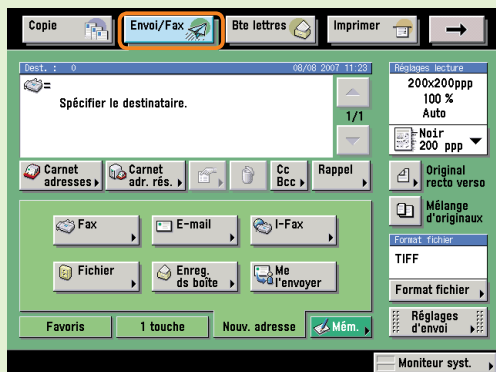 Copie
Envoi/Fax
Bte lettres
Imprimer
Dest. : 0
08/08 2007 11:23
Spécifier le destinataire.
1/1
Carnet
adresses
Carnet
adr. rés.
Cc
Bcc
Rappel
Fax
E-mail
I-Fax
Fichier
Enreg.
ds boîte
Me
l'envoyer
Favoris
1 touche
Nouv. adresse
Mém.
Réglages lecture
200x200ppp
100 %
Auto
Noir
200 ppp
Original
recto verso
Mélange
d'originaux
Format fichier
TIFF
Format fichier
Réglages
d'envoi
Moniteur syst.